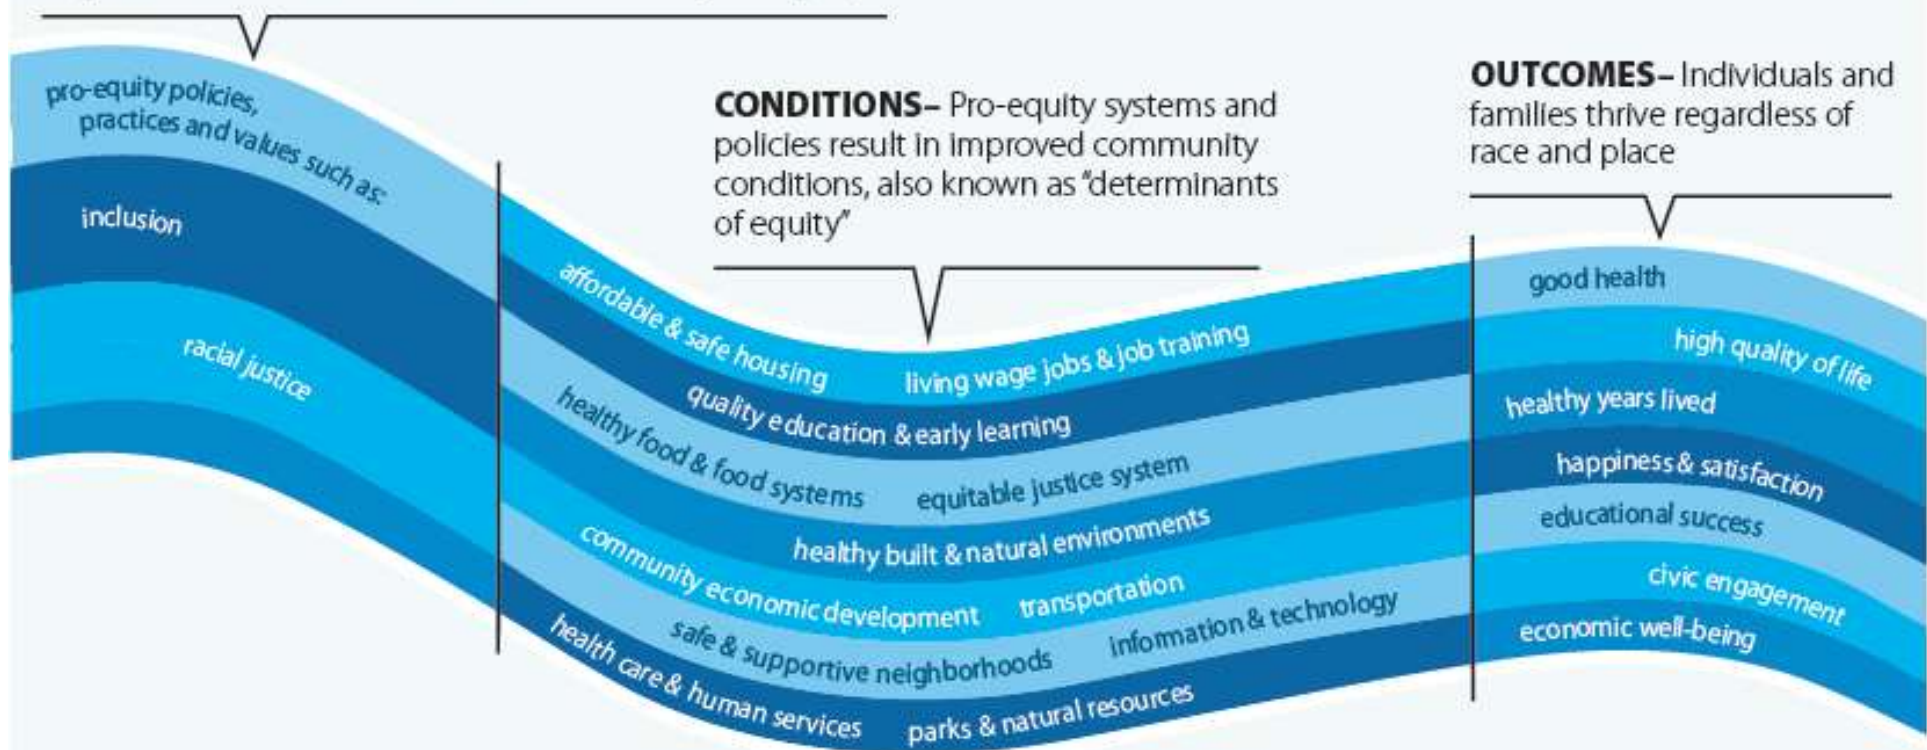 pro-equity policies,
practices and values such as:
inclusion
racial justice
CONDITIONS– Pro-equity systems and
policies result in improved community
conditions, also known as "determinants
of equity"
affordable & safe housing
living wage jobs & job training
quality education & early learning
healthy food & food systems
equitable justice system
healthy built & natural environments
community economic development
transportation
safe & supportive neighborhoods
information & technology
health care & human services
parks & natural resources
OUTCOMES– Individuals and
families thrive regardless of
race and place
good health
high quality of life
healthy years lived
happiness & satisfaction
educational success
civic engagement
economic well-being